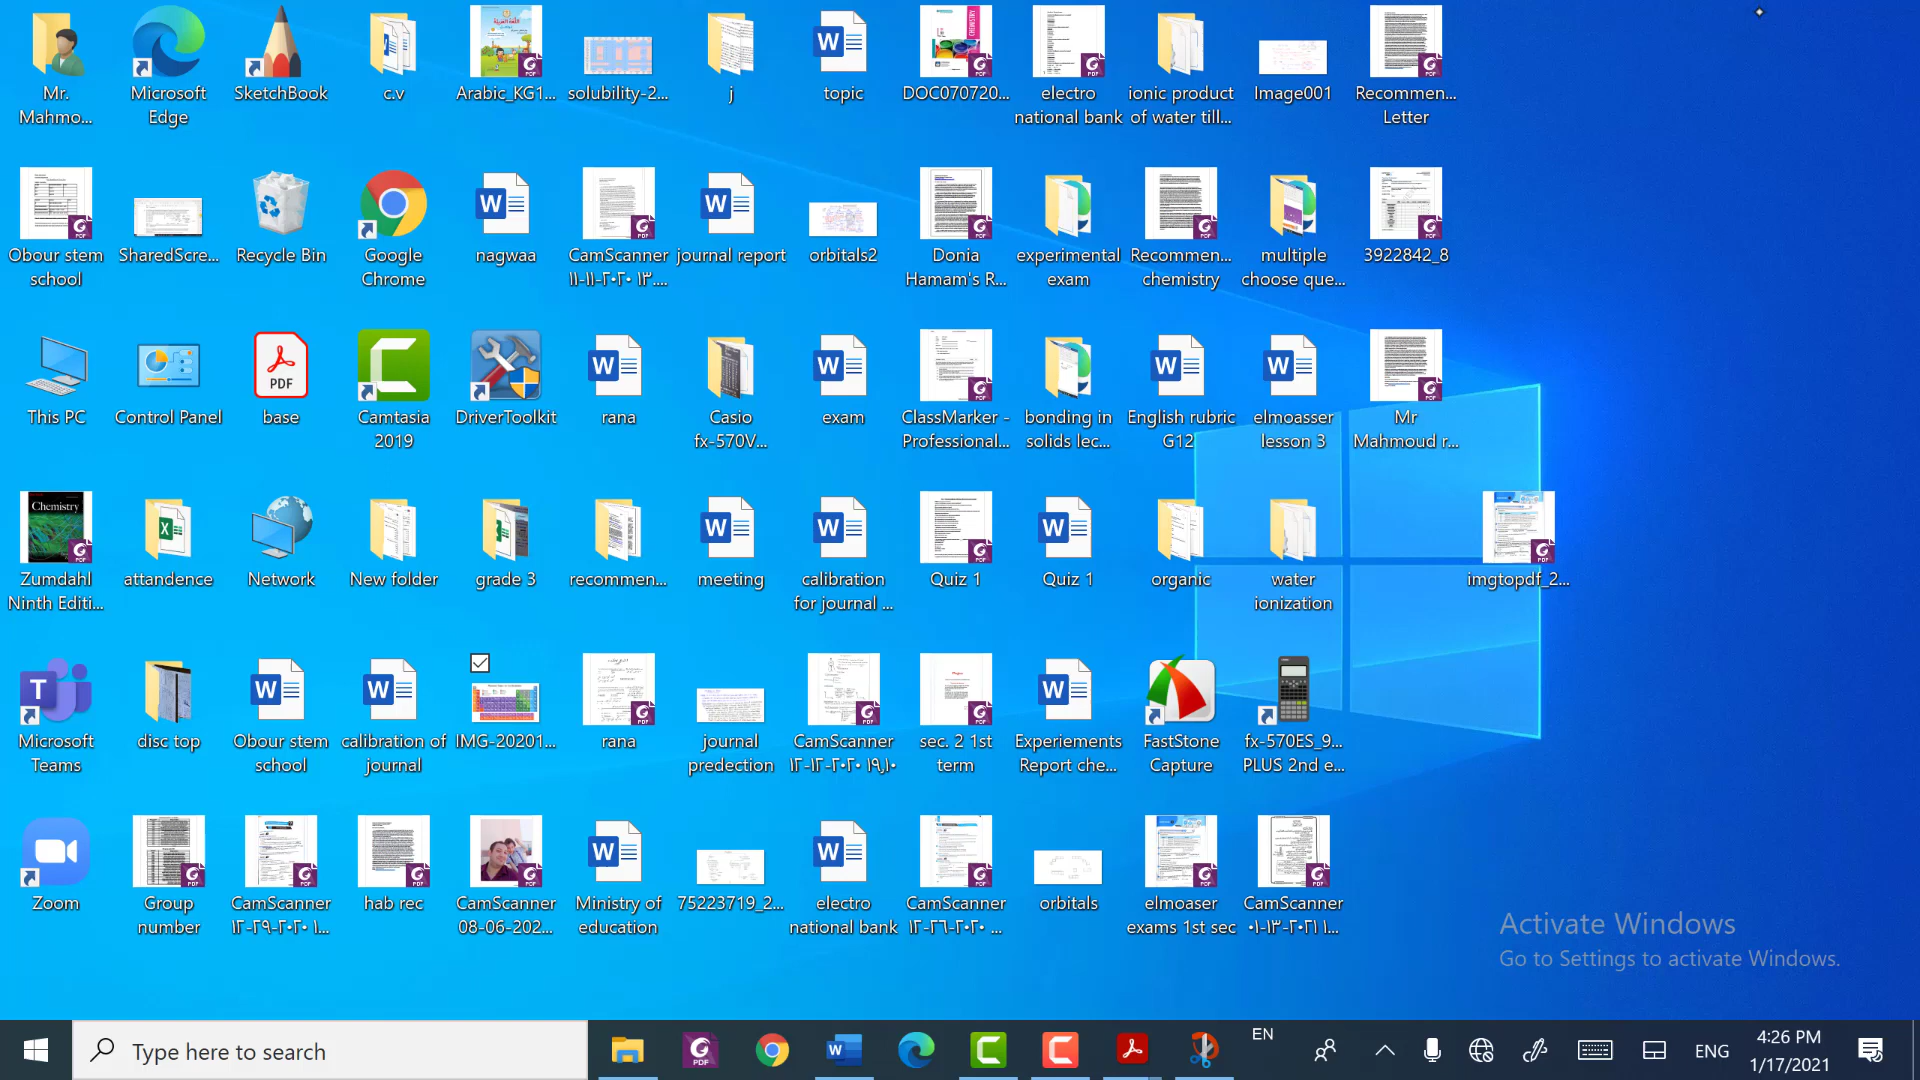 Mr.
Mahmo...
Microsoft
Edge
SketchBook
c.v
Arabic_KG1...
solubility-2...
j
topic
DOC070720...
electro
national bank
ionic product
of water till...
Image001
Recommen...
Letter
Obour stem
school
SharedScre...
Recycle Bin
Google
Chrome
nagwaa
CamScanner
١١-١١-٢٠٢٠ ١٣....
journal report
orbitals2
Donia
Hamam's R...
experimental
exam
Recommen...
chemistry
multiple
choose que...
3922842_8
This PC
Control Panel
PDF
base
Camtasia
2019
DriverToolkit
rana
Casio
fx-570V...
exam
ClassMarker -
Professional...
bonding in
solids lec...
English rubric
G12
elmoasser
lesson 3
Mr
Mahmoud r...
Chemistry
Zumdahl
Ninth Editi...
attandence
Network
New folder
grade 3
recommen...
meeting
calibration
for journal ...
Quiz 1
Quiz 1
organic
water
ionization
imgtopdf_2...
Microsoft
Teams
disc top
Obour stem
school
calibration of
journal
IMG-20201...
rana
journal
predection
CamScanner
١٢-١٢-٢٠٢٠ ١٩٫١٠
sec. 2 1st
term
Experiements
Report che...
FastStone
Capture
fx-570ES_9...
PLUS 2nd e...
Zoom
Group
number
CamScanner
١٢-٢٩-٢٠٢٠ ١...
hab rec
CamScanner
08-06-202...
Ministry of
education
75223719_2...
electro
national bank
CamScanner
١٢-٢٦-٢٠٢٠ ...
orbitals
elmoaser
exams 1st sec
CamScanner
٠١-١٣-٢٠٢١ ١...
Activate Windows
Go to Settings to activate Windows.
Type here to search
PDF
EN
ENG
4:26 PM
1/17/2021